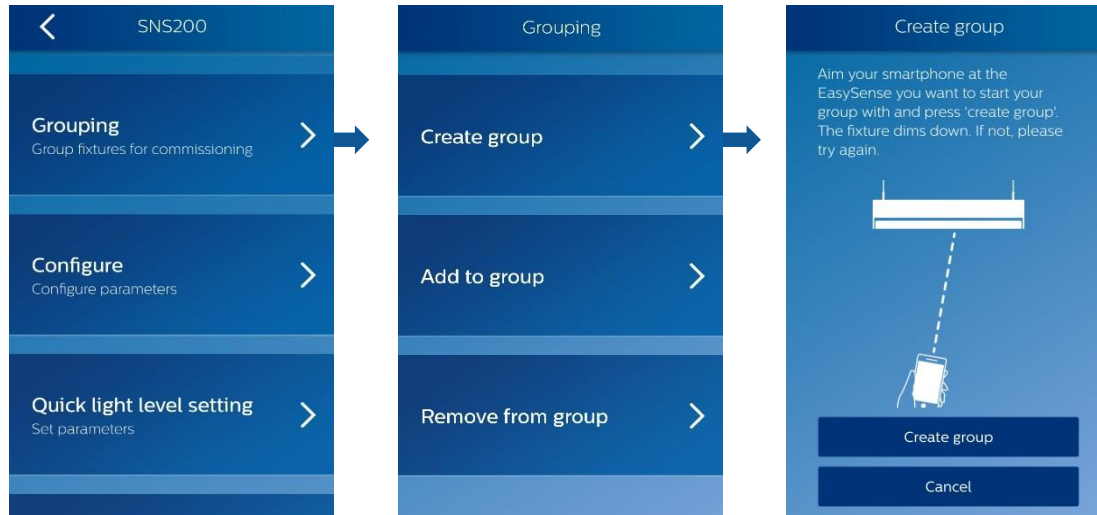 SNS200
Grouping
Group fixtures for commissioning
Configure
Configure parameters
Quick light level setting
Set parameters
Grouping
Create group
Add to group
Remove from group
Create group
Aim your smartphone at the
EasySense you want to start your
group with and press 'create group'.
The fixture dims down. If not, please
try again.
Create group
Cancel